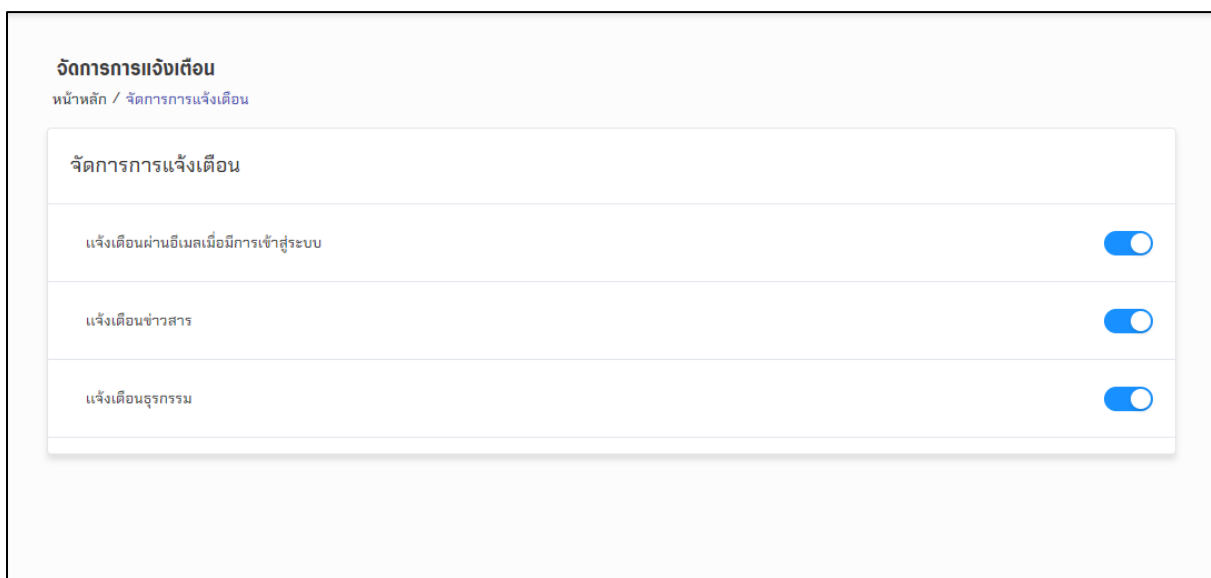 จัดการการแจ้งเตือน
หน้าหลัก / จัดการการแจ้งเตือน
จัดการการแจ้งเตือน
แจ้งเตือนผ่านอีเมลเมื่อมีการเข้าสู่ระบบ
แจ้งเตือนข่าวสาร
แจ้งเตือนธุรกรรม